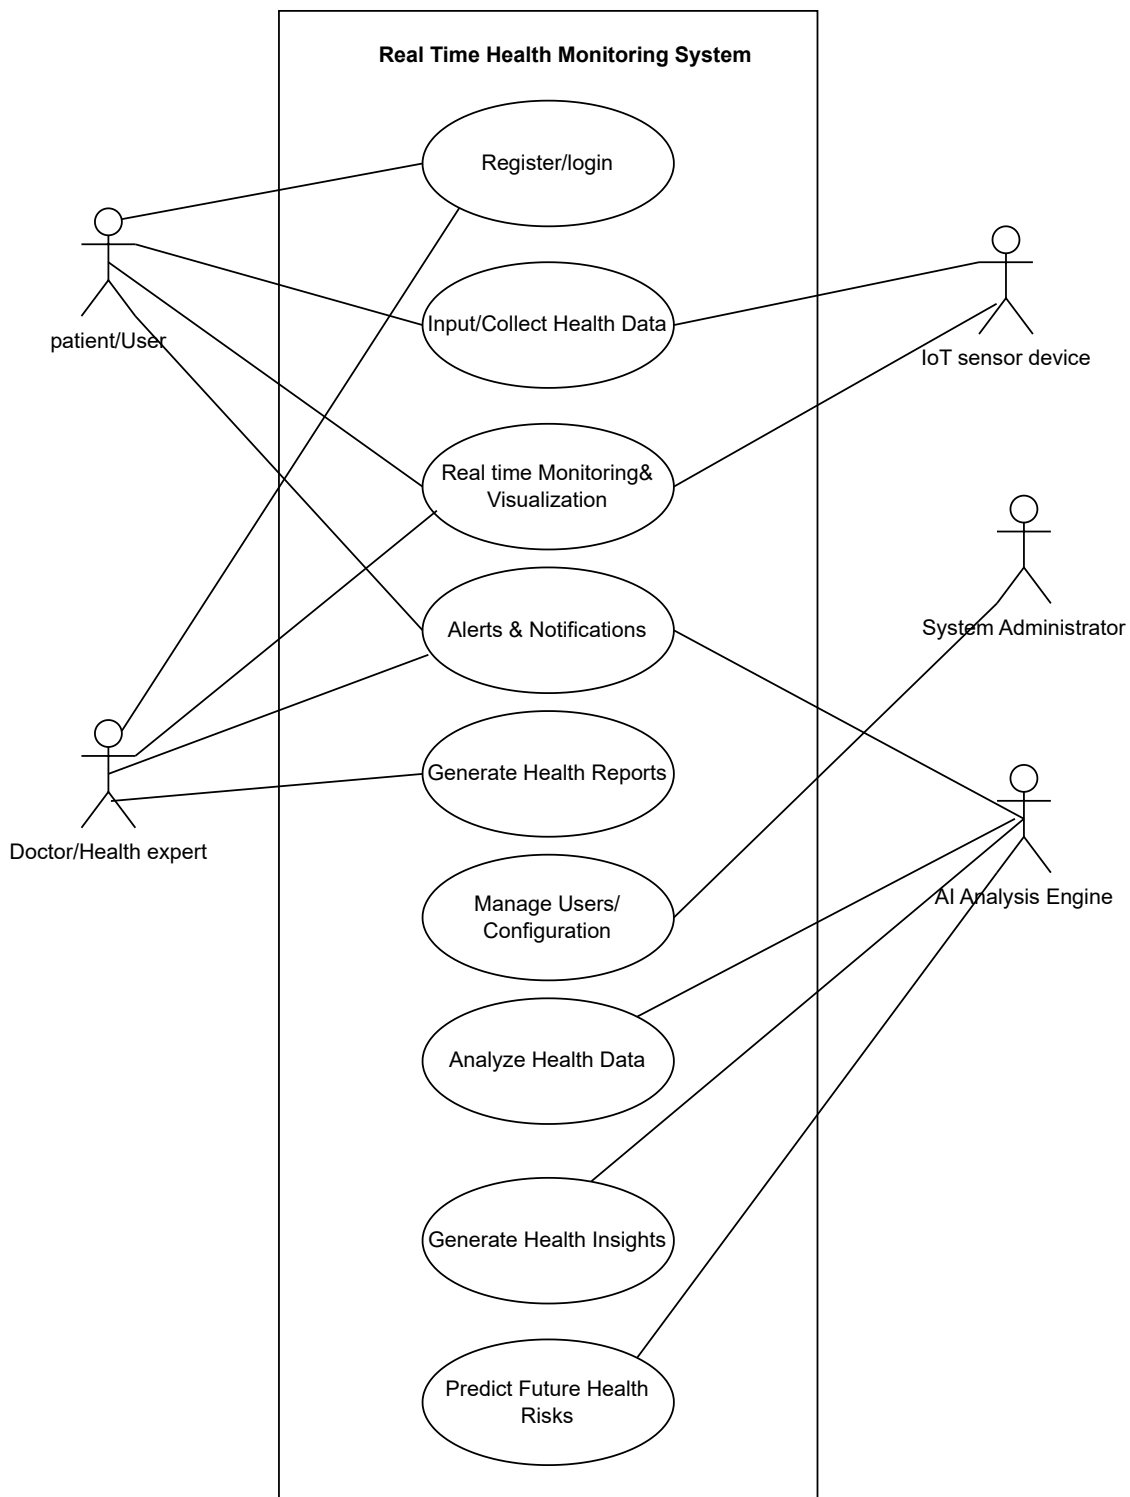 Real Time Health Monitoring System
Register/login
patient/User
Input/Collect Health Data
IoT sensor device
Real time Monitoring&
Visualization
Alerts & Notifications
System Administrator
Generate Health Reports
Doctor/Health expert
Manage Users/
Configuration
AI Analysis Engine
Analyze Health Data
Generate Health Insights
Predict Future Health
Risks